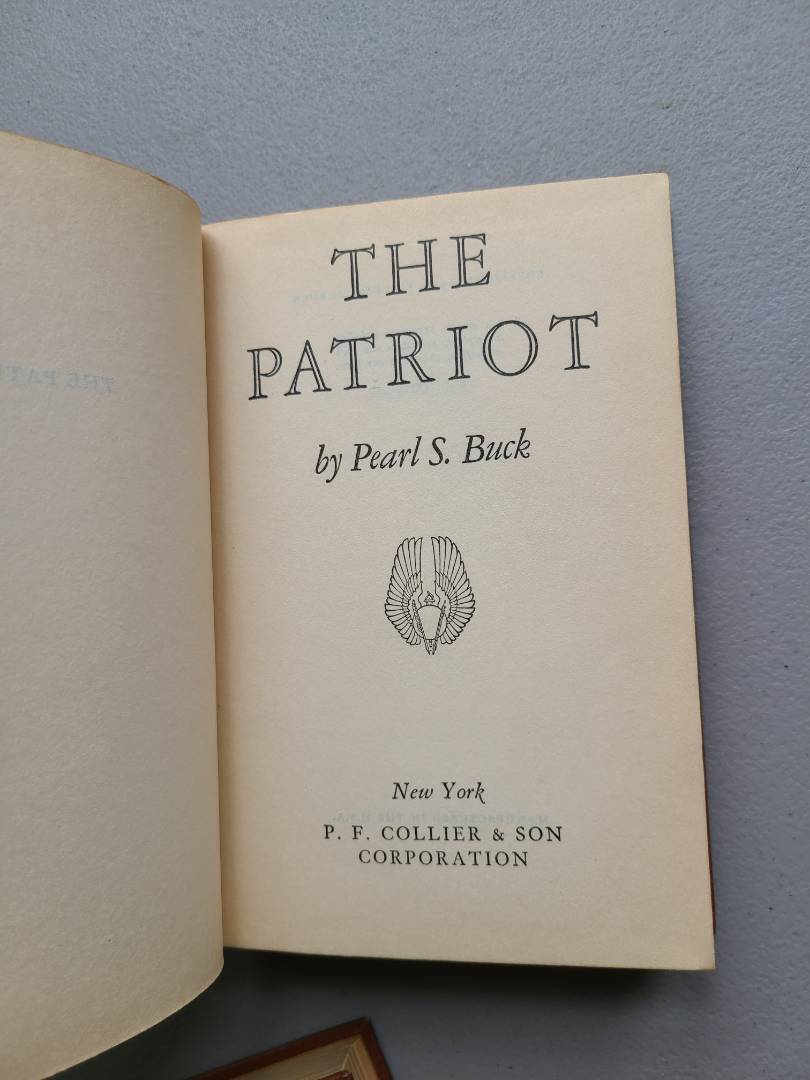 THE
PATRIOT
by Pearl S. Buck
New York
P. F. COLLIER & SON
CORPORATION